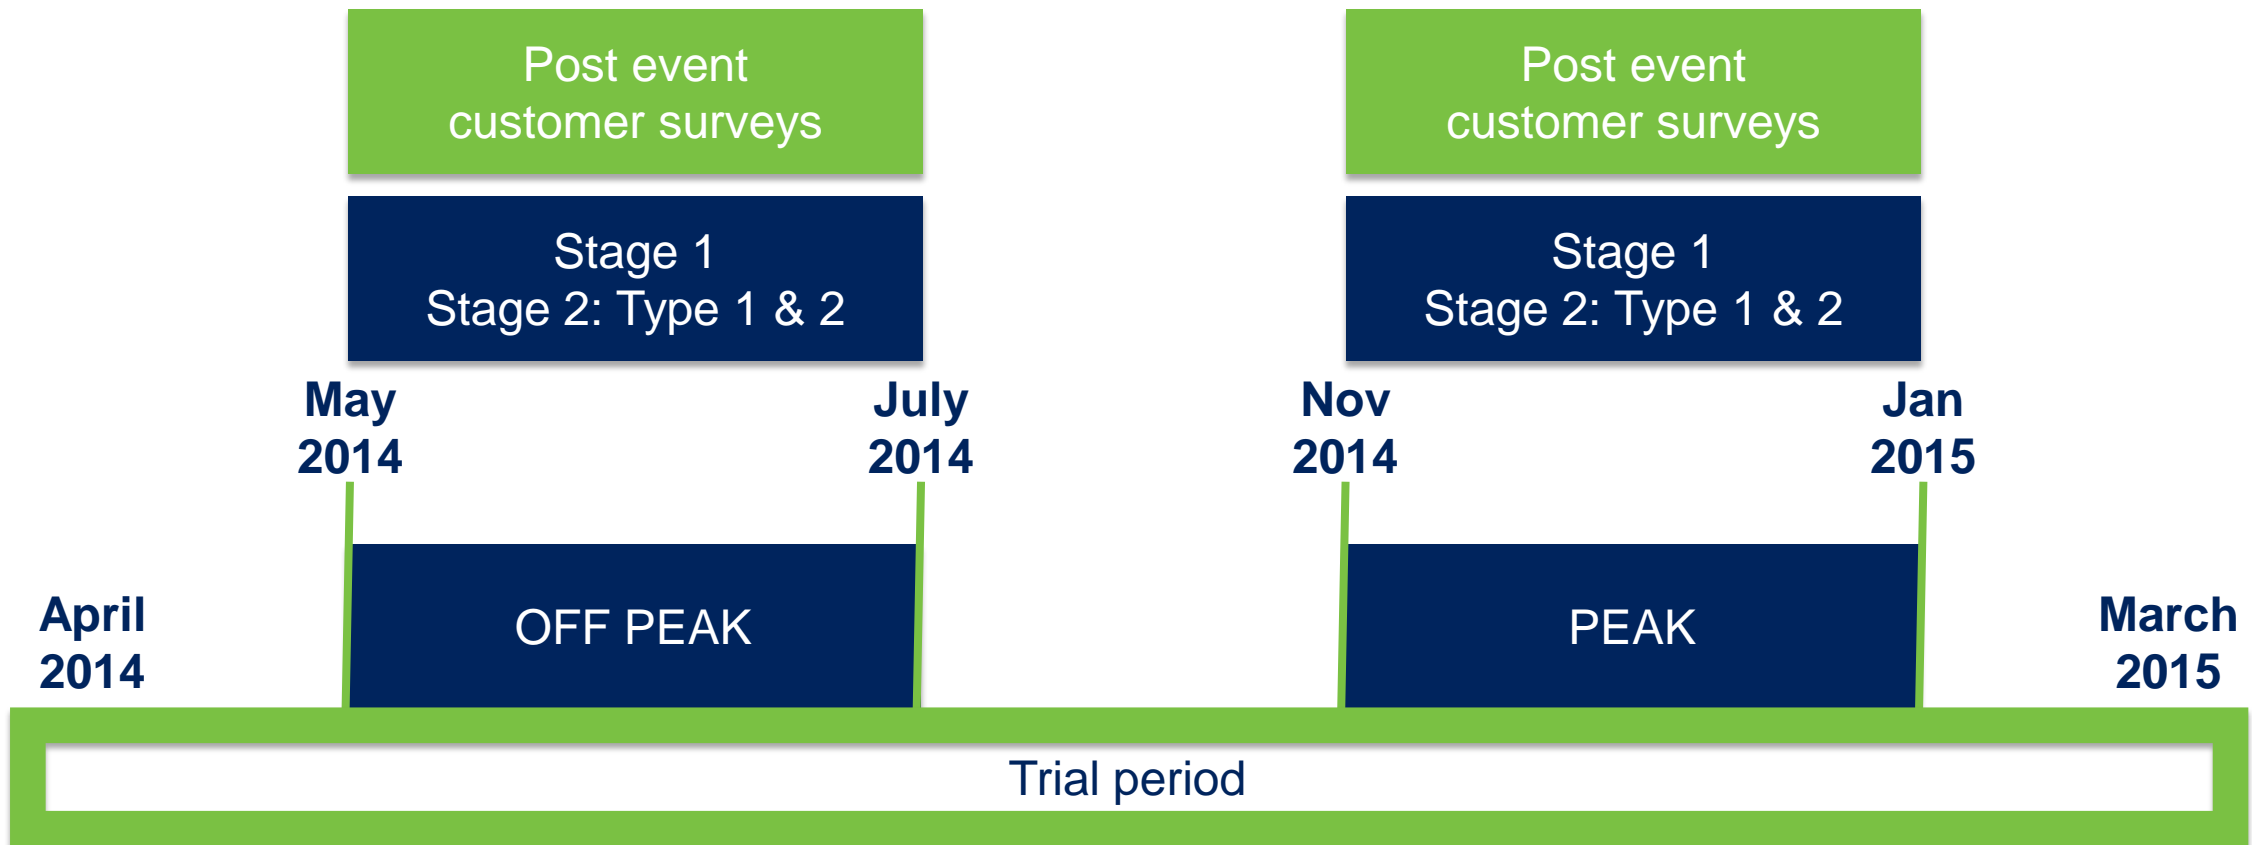 Post event
customer surveys
Post event
customer surveys
Stage 1
Stage 2: Type 1 & 2
Stage 1
Stage 2: Type 1 & 2
May
2014
July
2014
Nov
2014
Jan
2015
OFF PEAK
PEAK
April
2014
March
2015
Trial period